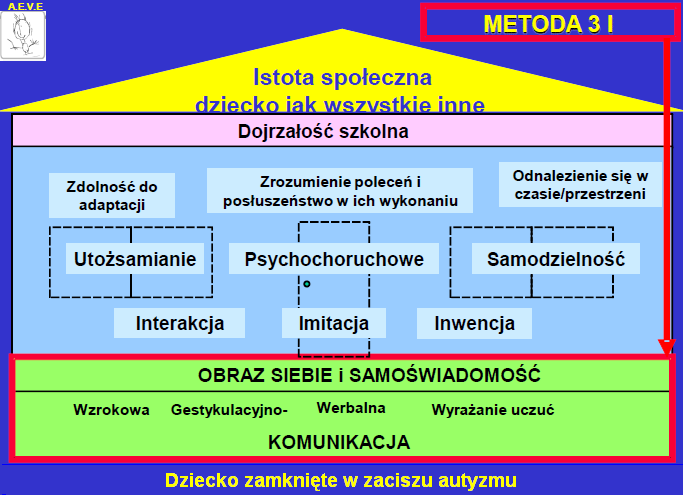 A.E.V.E
METODA 3 I
Istota społeczna
dziecko jak wszystkie inne
Dojrzałość szkolna
Zdolność do
adaptacji
Zrozumienie poleceń i
posłuszeństwo w ich wykonaniu
Odnalezienie się w
czasie/przestrzeni
Utożsamianie
Psychochoruchowe
Samodzielność
Interakcja
Imitacja
Inwencja
OBRAZ SIEBIE i SAMOŚWIADOMOŚĆ
Wzrokowa Gestykulacyjno- Werbalna Wyrażanie uczuć
KOMUNIKACJA
Dziecko zamknięte w zaciszu autyzmu